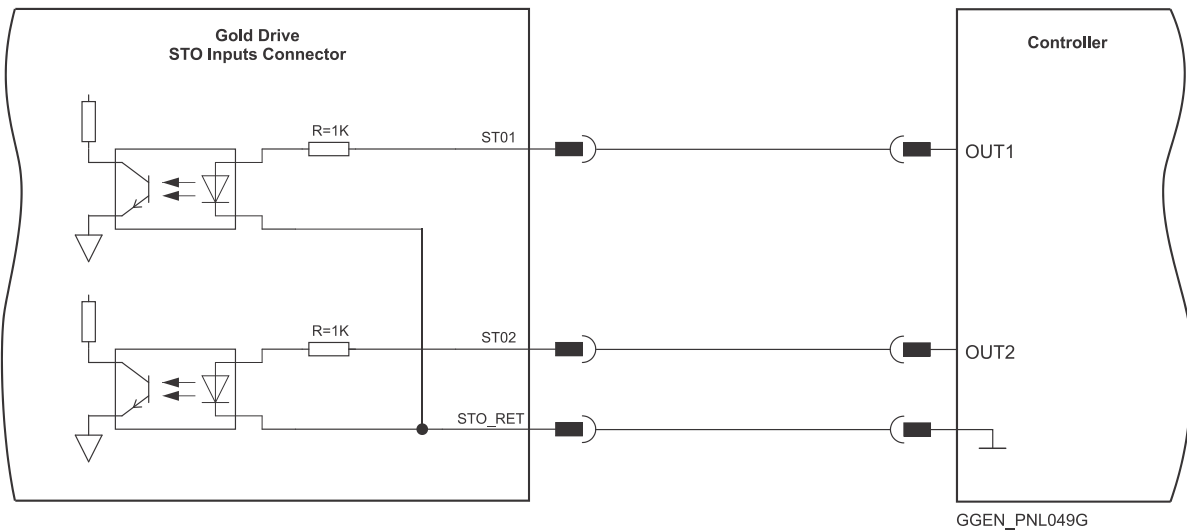 Gold Drive
STO Inputs Connector
Controller
R=1K
ST01
OUT1
R=1K
ST02
OUT2
STO_RET
GGEN_PNL049G